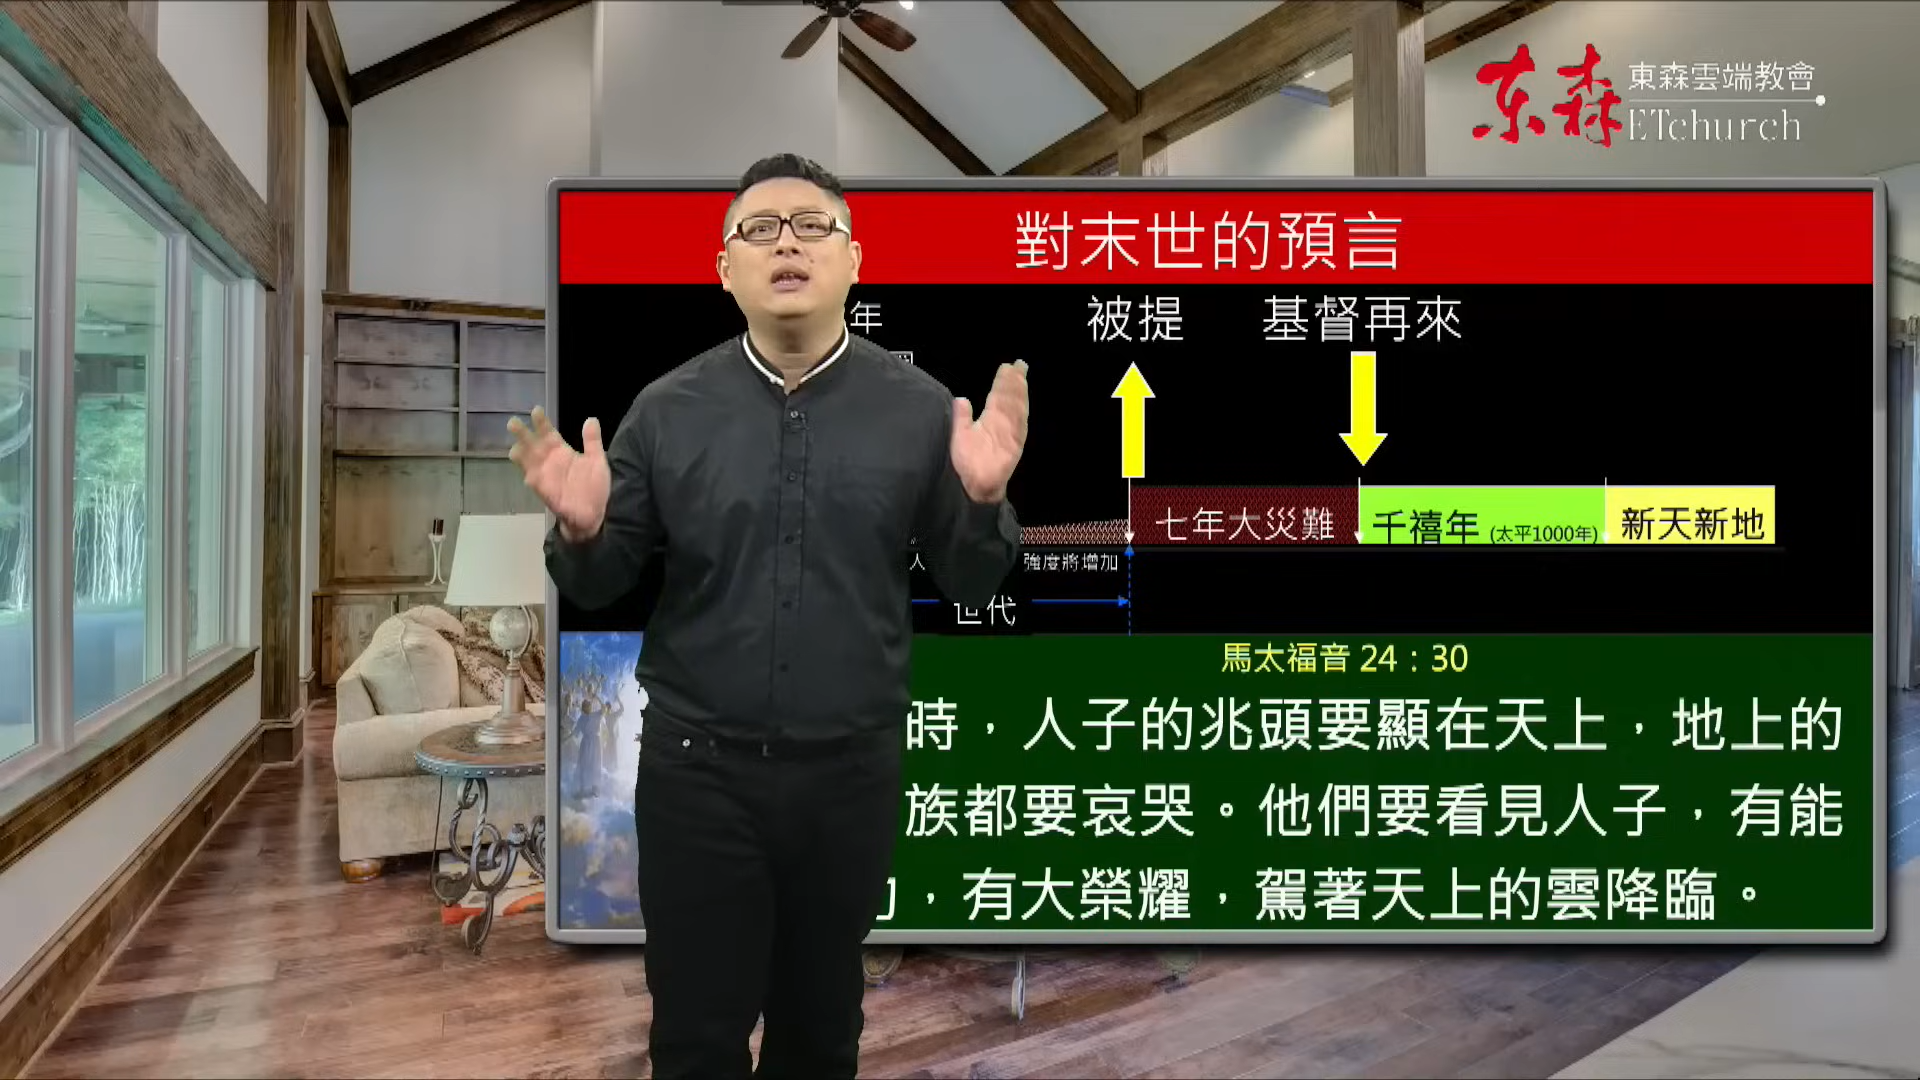 东森
東森雲端教會
ETchurch
對末世的預言
年
被提
基督再來
七年大災難
千禧年 (太平1000年)
新天新地
人
強度將增加
世代
馬太福音 24：30
時，人子的兆頭要顯在天上，地上的
族都要哀哭。他們要看見人子，有能
，有大榮耀，駕著天上的雲降臨。